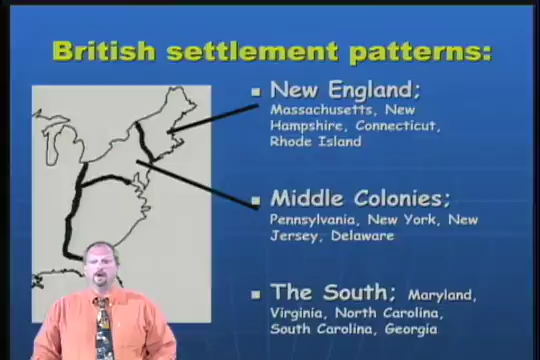 British settlement patterns:
New England;
Massachusetts, New
Hampshire, Connecticut,
Rhode Island
Middle Colonies;
Pennsylvania, New York, New
Jersey, Delaware
The South; Maryland,
Virginia, North Carolina,
South Carolina, Georgia